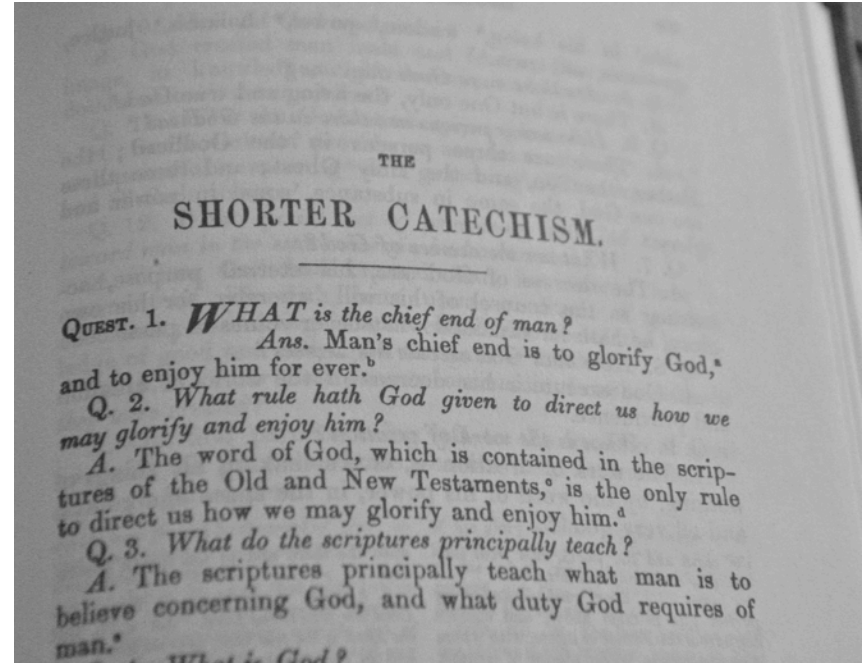 THE
SHORTER CATECHISM.
QUEST. 1. WHAT is the chief end of man?
Ans. Man's chief end is to glorify God,ᵃ
and to enjoy him for ever.ᵇ
Q. 2. What rule hath God given to direct us how we
may glorify and enjoy him?
A. The word of God, which is contained in the scrip-
tures of the Old and New Testaments,ᶜ is the only rule
to direct us how we may glorify and enjoy him.ᵈ
Q. 3. What do the scriptures principally teach?
A. The scriptures principally teach what man is to
believe concerning God, and what duty God requires of
man.ᵉ
What is God?